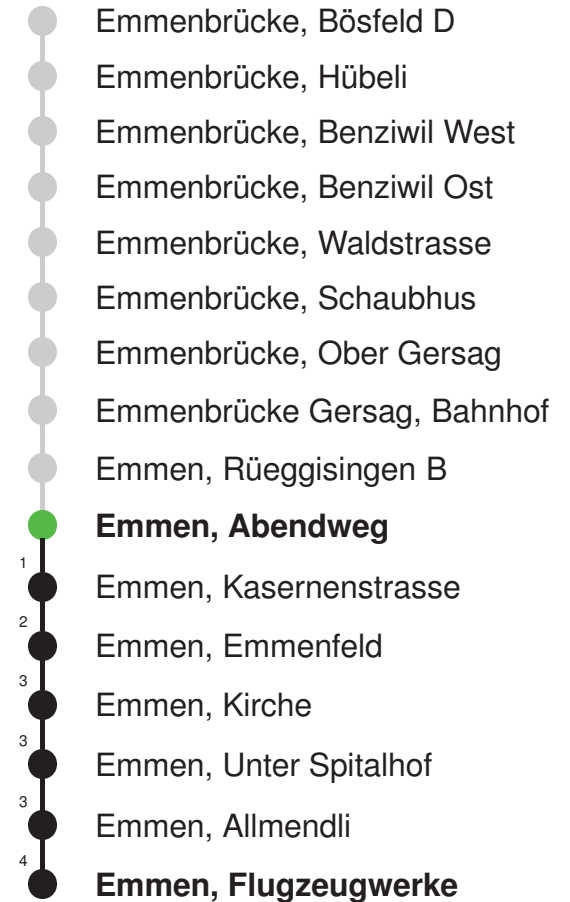 Emmenbrücke, Bösfeld D
Emmenbrücke, Hübeli
Emmenbrücke, Benziwil West
Emmenbrücke, Benziwil Ost
Emmenbrücke, Waldstrasse
Emmenbrücke, Schaubhus
Emmenbrücke, Ober Gersag
Emmenbrücke Gersag, Bahnhof
Emmen, Rüeggisingen B
Emmen, Abendweg
1 Emmen, Kasernenstrasse
2 Emmen, Emmenfeld
3 Emmen, Kirche
3 Emmen, Unter Spitalhof
3 Emmen, Allmendli
4 Emmen, Flugzeugwerke